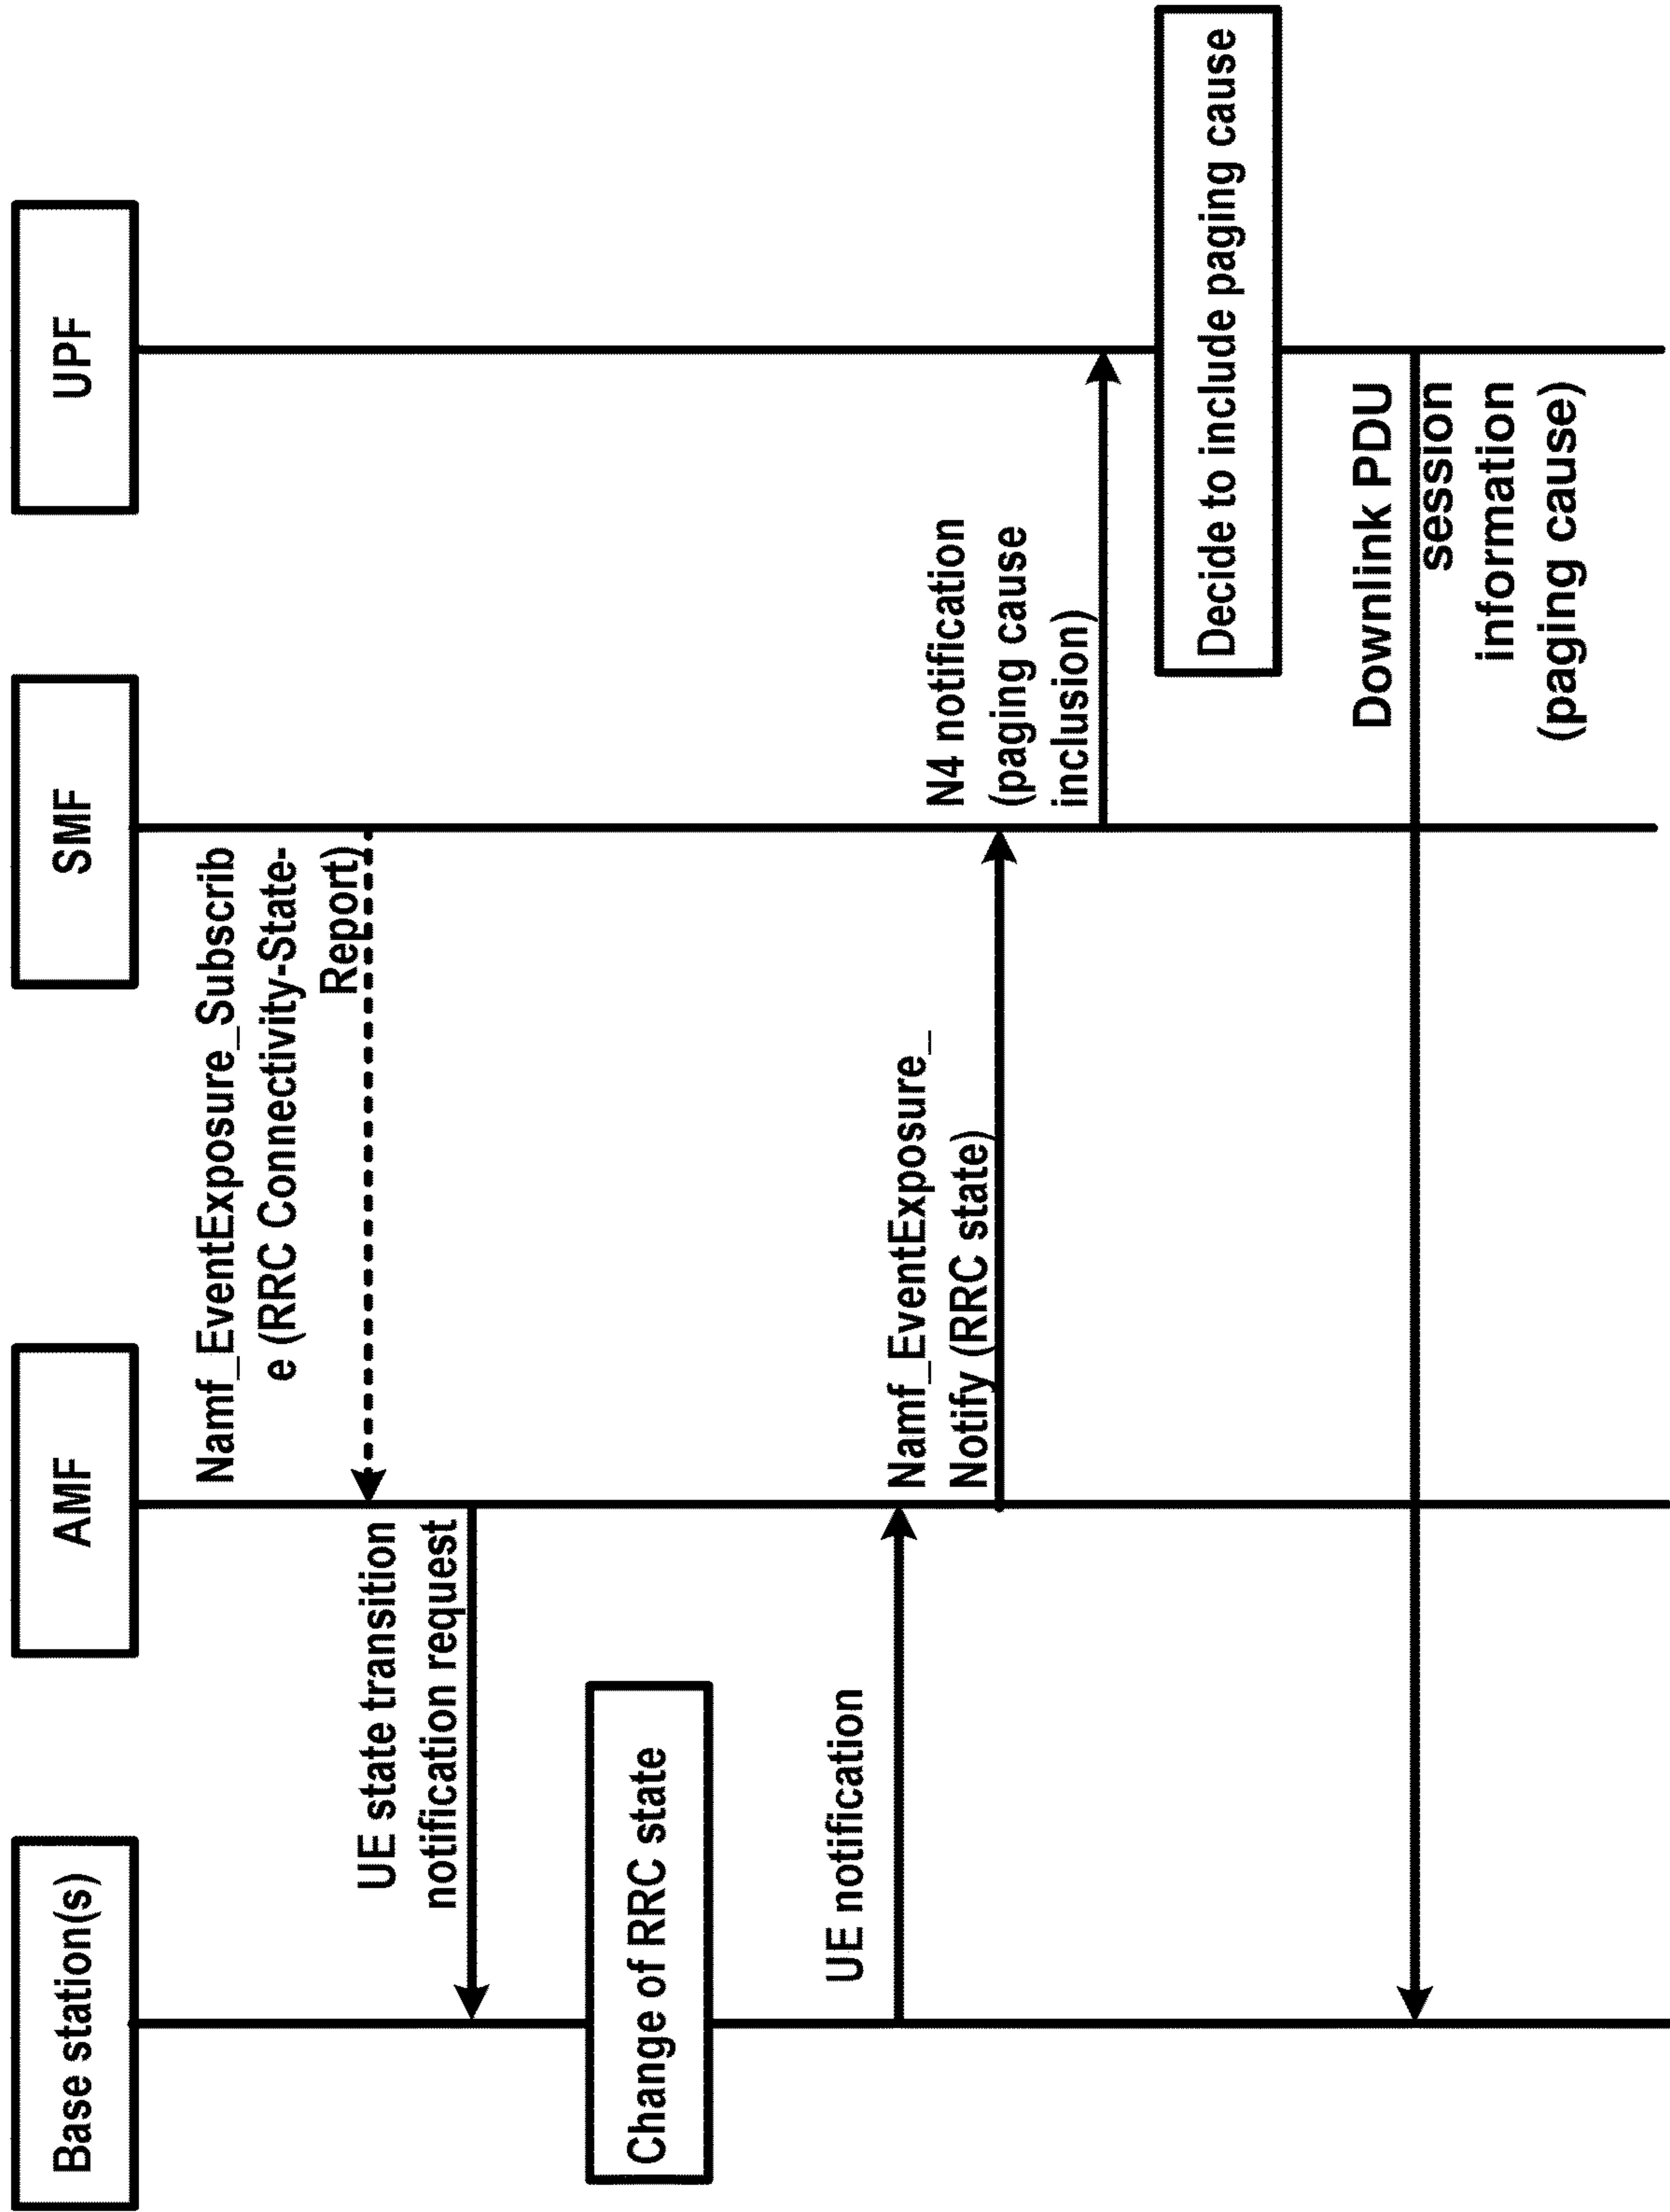 Base station(s)
AMF
SMF
UPF
Namf_EventExposure_Subscrib
e (RRC Connectivity-State-
Report)
UE state transition
notification request
Change of RRC state
UE notification
Namf_EventExposure_
Notify (RRC state)
N4 notification
(paging cause
inclusion)
Decide to include paging cause
Downlink PDU
session
information
(paging cause)